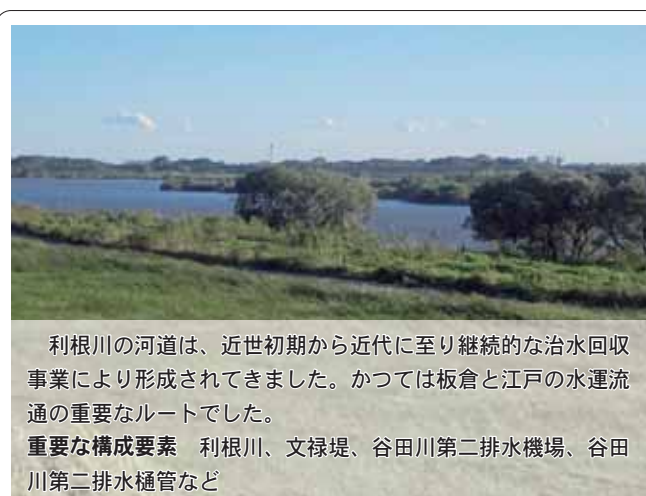 利根川の河道は、近世初期から近代に至り継続的な治水回収
事業により形成されてきました。かつては板倉と江戸の水運流
通の重要なルートでした。
重要な構成要素　利根川、文禄堤、谷田川第二排水機場、谷田
川第二排水樋管など